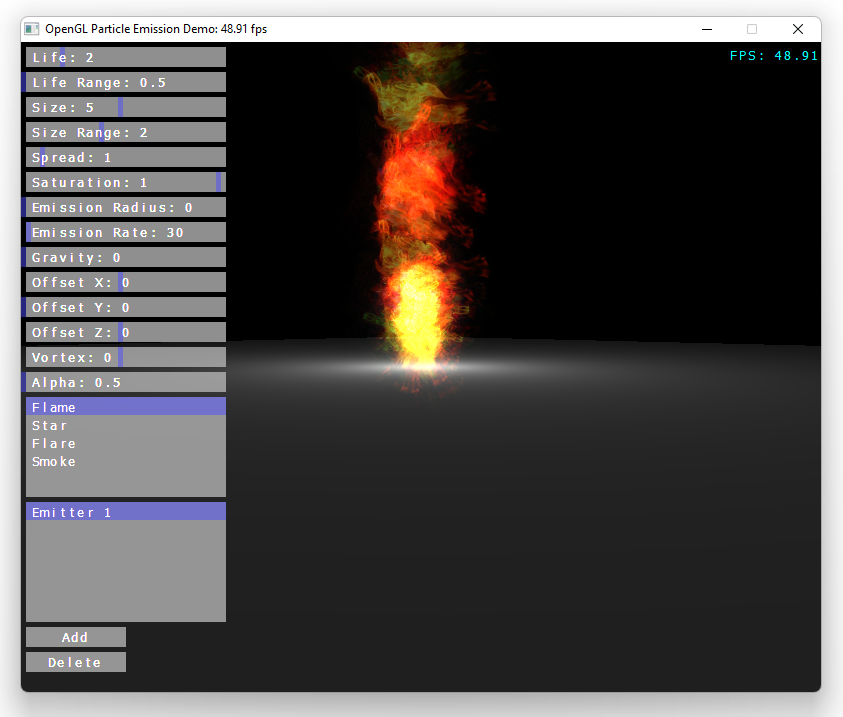 OpenGL Particle Emission Demo: 48.91 fps
FPS: 48.91
Life: 2
Life Range: 0.5
Size: 5
Size Range: 2
Spread: 1
Saturation: 1
Emission Radius: 0
Emission Rate: 30
Gravity: 0
Offset X: 0
Offset Y: 0
Offset Z: 0
Vortex: 0
Alpha: 0.5
Flame
Star
Flare
Smoke
Emitter 1
Add
Delete